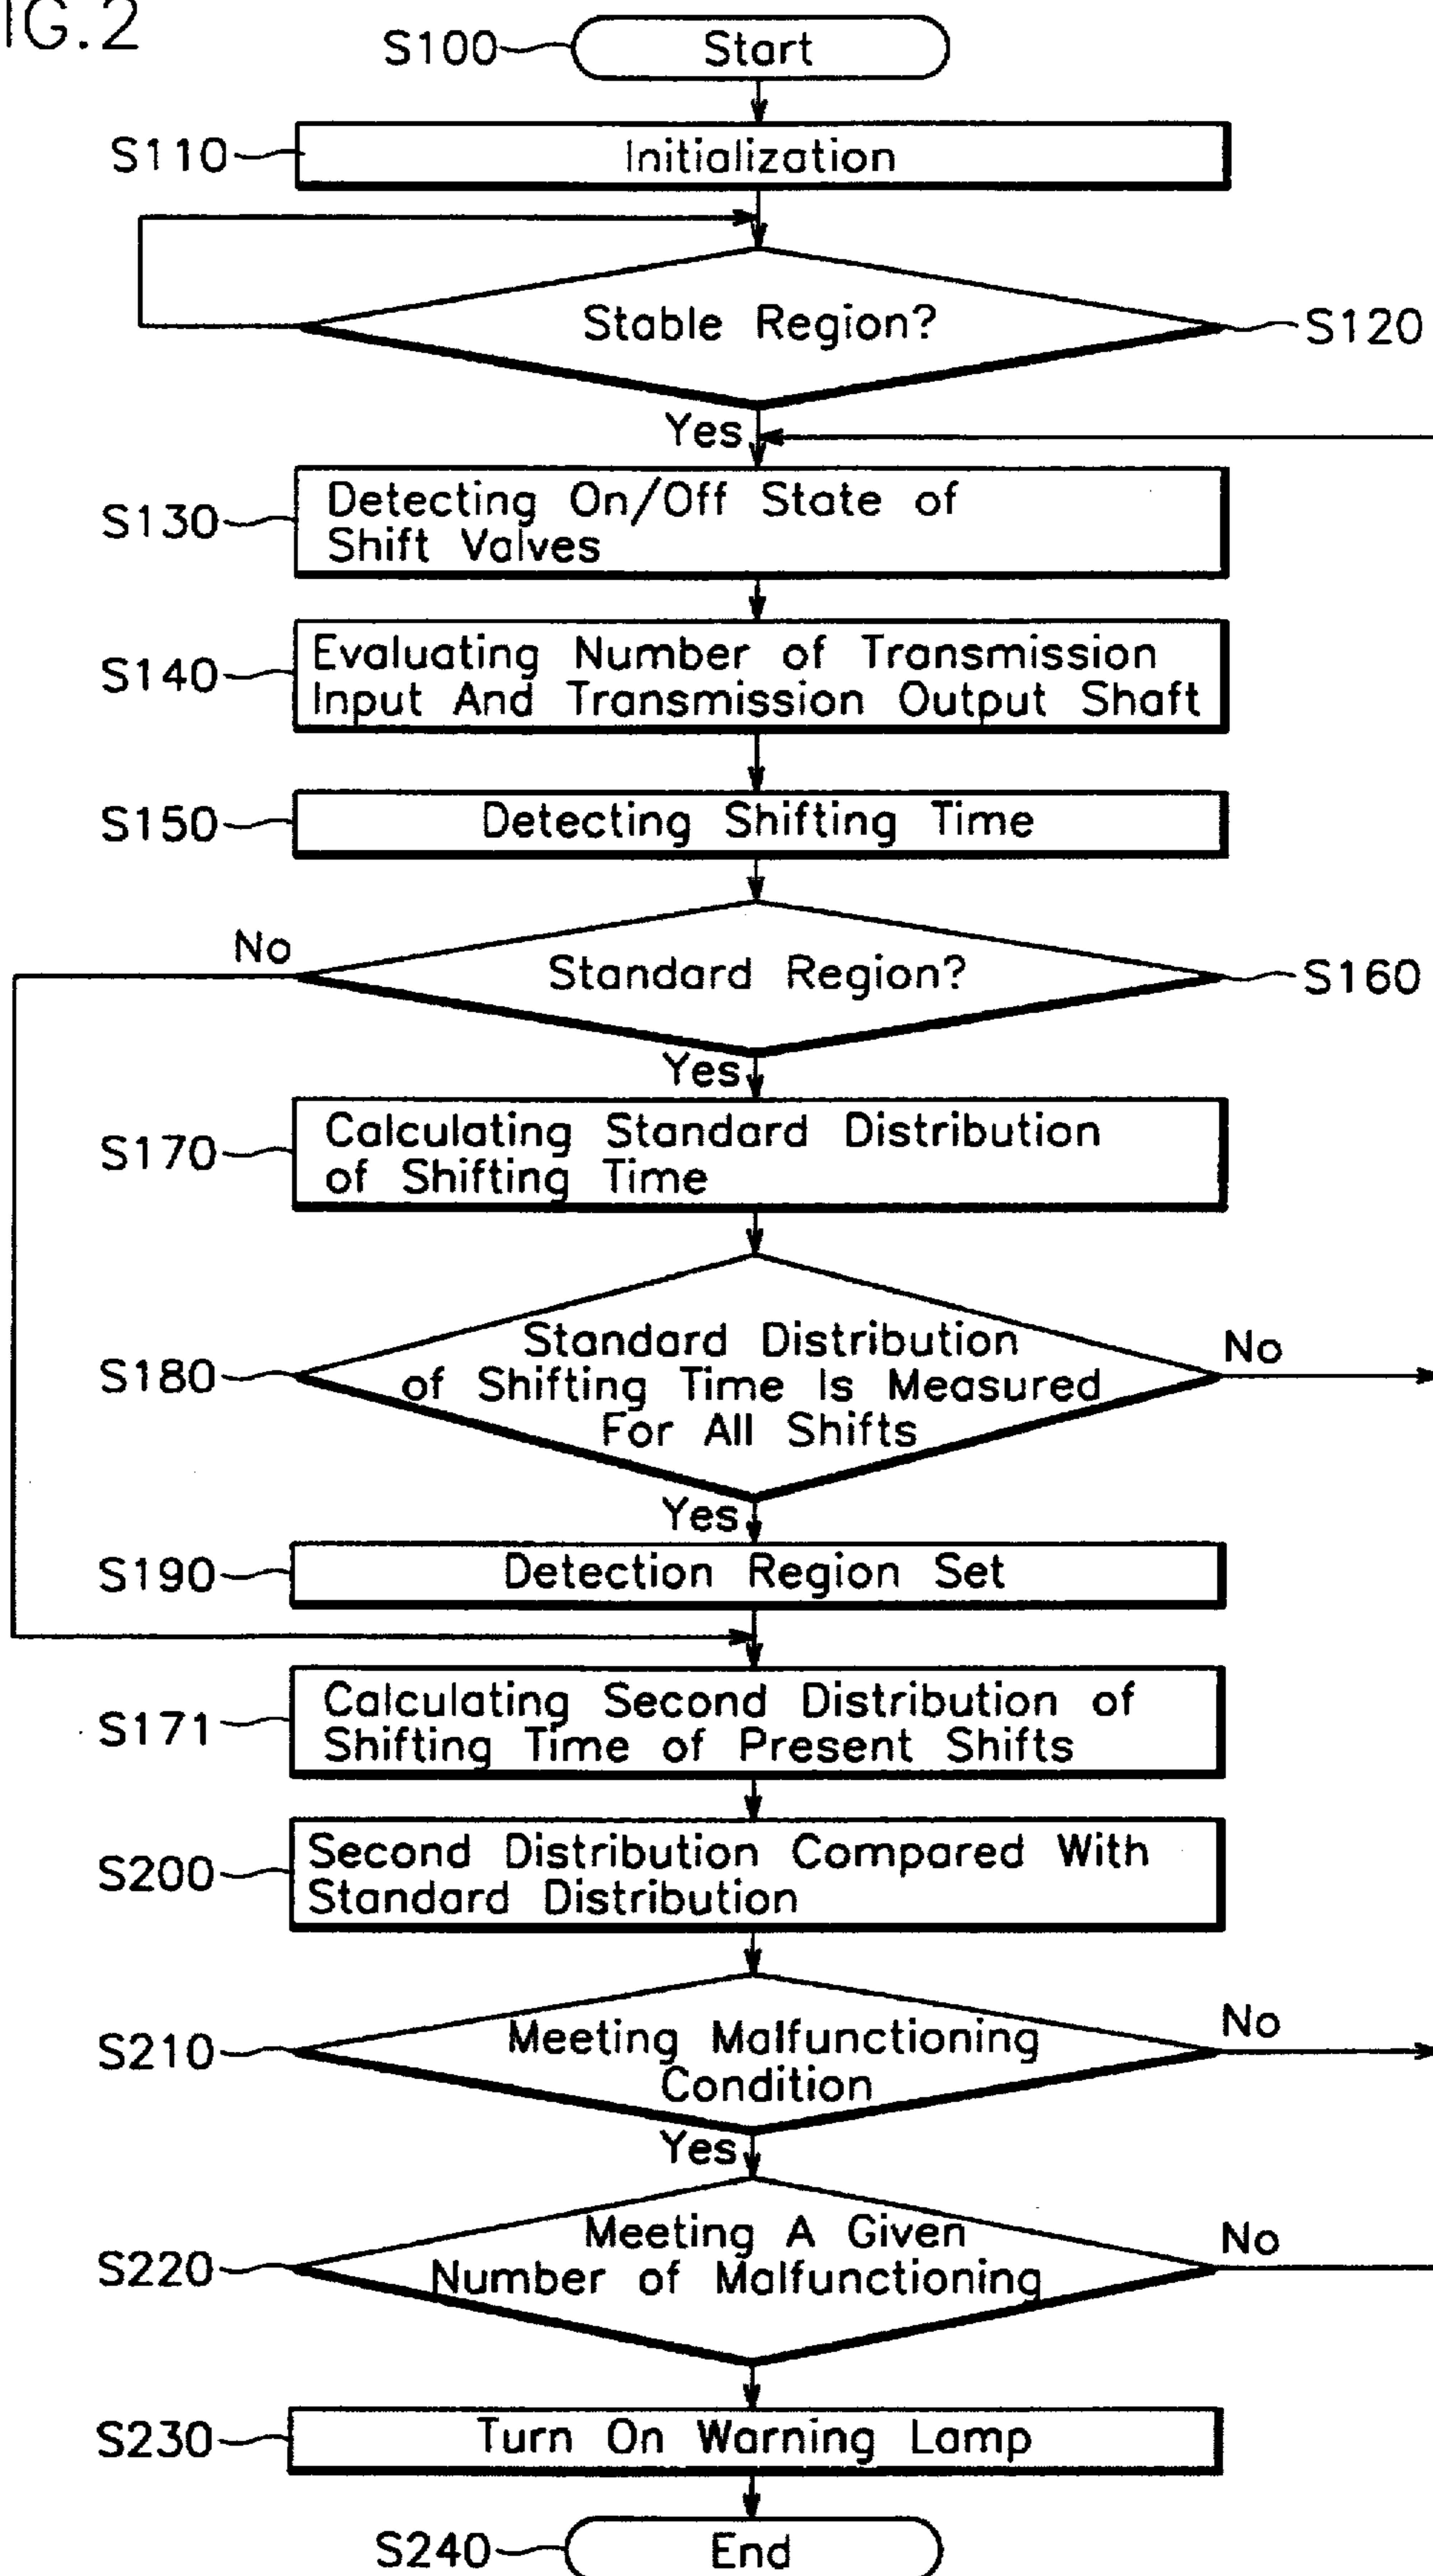 IG.2
S100
Start
S110
Initialization
Stable Region?
S120
Yes
S130
Detecting On/Off State of
Shift Valves
S140
Evaluating Number of Transmission
Input And Transmission Output Shaft
S150
Detecting Shifting Time
No
Standard Region?
S160
Yes
S170
Calculating Standard Distribution
of Shifting Time
S180
Standard Distribution
of Shifting Time Is Measured
For All Shifts
No
Yes
S190
Detection Region Set
S171
Calculating Second Distribution of
Shifting Time of Present Shifts
S200
Second Distribution Compared With
Standard Distribution
S210
Meeting Malfunctioning
Condition
No
Yes
S220
Meeting A Given
Number of Malfunctioning
No
S230
Turn On Warning Lamp
S240
End